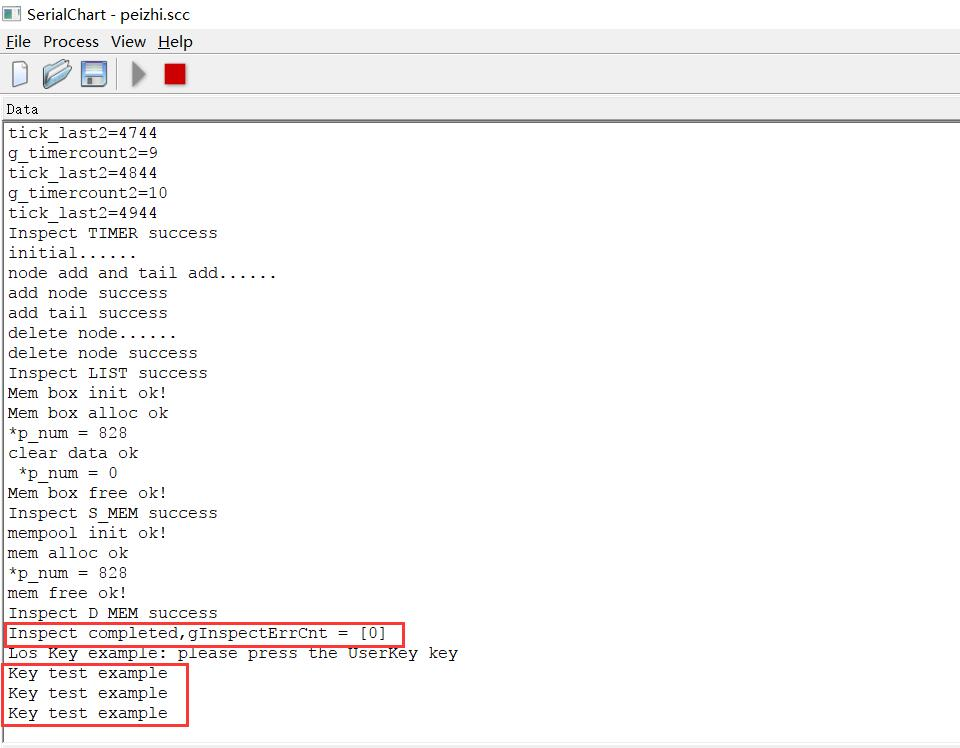 SerialChart - peizhi.scc
File Process View Help
Data
tick_last2=4744
g_timercount2=9
tick_last2=4844
g_timercount2=10
tick_last2=4944
Inspect TIMER success
initial......
node add and tail add......
add node success
add tail success
delete node......
delete node success
Inspect LIST success
Mem box init ok!
Mem box alloc ok
*p_num = 828
clear data ok
*p_num = 0
Mem box free ok!
Inspect S_MEM success
mempool init ok!
mem alloc ok
*p_num = 828
mem free ok!
Inspect D_MEM success
Inspect completed,gInspectErrCnt = [0]
Los Key example: please press the UserKey key
Key test example
Key test example
Key test example